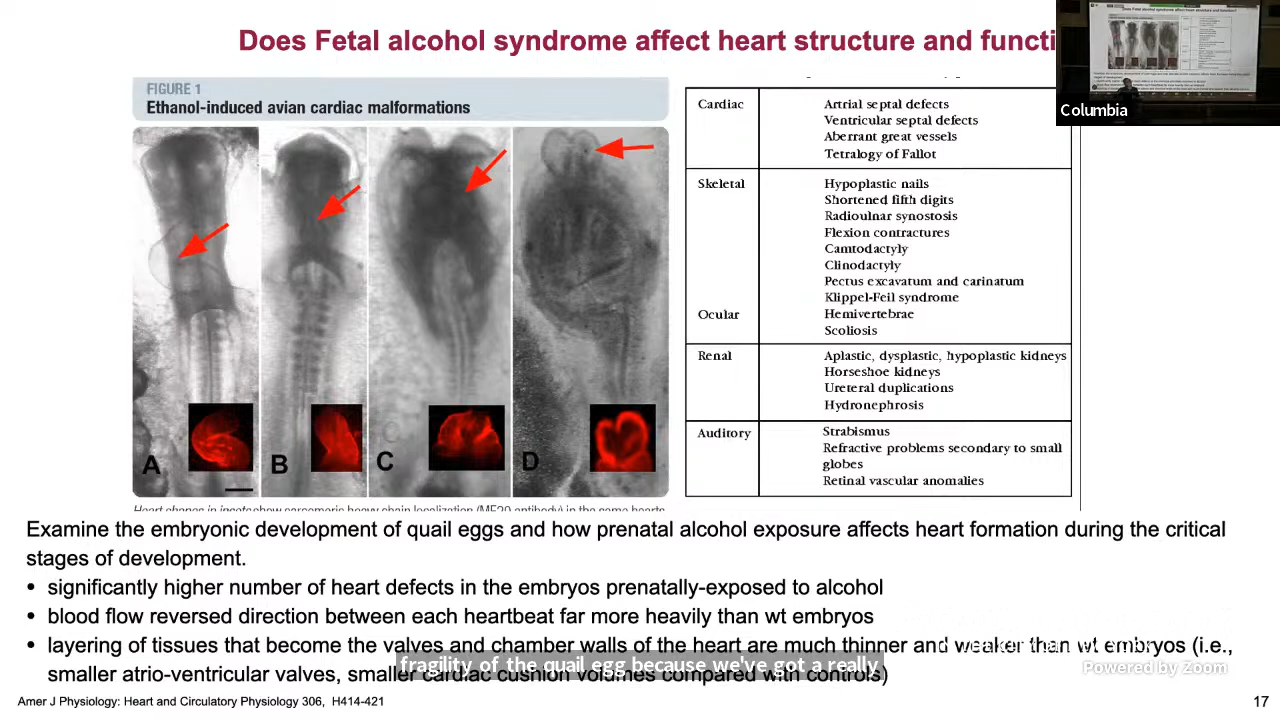 Does Fetal alcohol syndrome affect heart structure and functi
FIGURE 1
Ethanol-induced avian cardiac malformations
A
B
C
D
Cardiac
Artrial septal defects
Ventricular septal defects
Aberrant great vessels
Tetralogy of Fallot
Skeletal
Hypoplastic nails
Shortened fifth digits
Radioulnar synostosis
Flexion contractures
Camtodactyly
Clinodactyly
Pectus excavatum and carinatum
Klippel-Feil syndrome
Ocular
Hemivertebrae
Scoliosis
Renal
Aplastic, dysplastic, hypoplastic kidneys
Horseshoe kidneys
Ureteral duplications
Hydronephrosis
Auditory
Strabismus
Refractive problems secondary to small
globes
Retinal vascular anomalies
Columbia
Examine the embryonic development of quail eggs and how prenatal alcohol exposure affects heart formation during the critical
stages of development.
• significantly higher number of heart defects in the embryos prenatally-exposed to alcohol
• blood flow reversed direction between each heartbeat far more heavily than wt embryos
• layering of tissues that become the valves and chamber walls of the heart are much thinner and weaker than wt embryos (i.e.,
smaller atrio-ventricular valves, smaller cardiac cushion volumes compared with controls)
fragility of the quail egg because we've got a really
Powered by Zoom
Amer J Physiology: Heart and Circulatory Physiology 306, H414-421
17